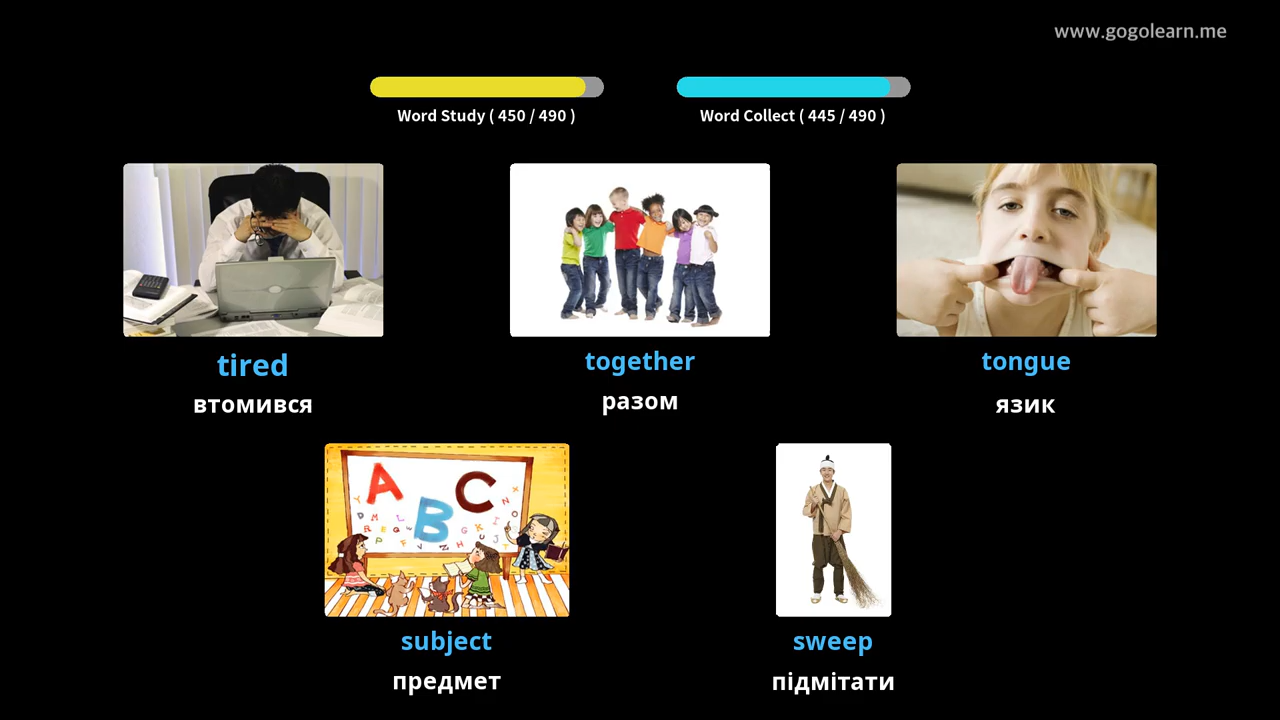 www.gogolearn.me
Word Study ( 450 / 490 )
Word Collect ( 445 / 490 )
tired
втомився
together
разом
tongue
язик
A
B
C
subject
предмет
sweep
підмітати